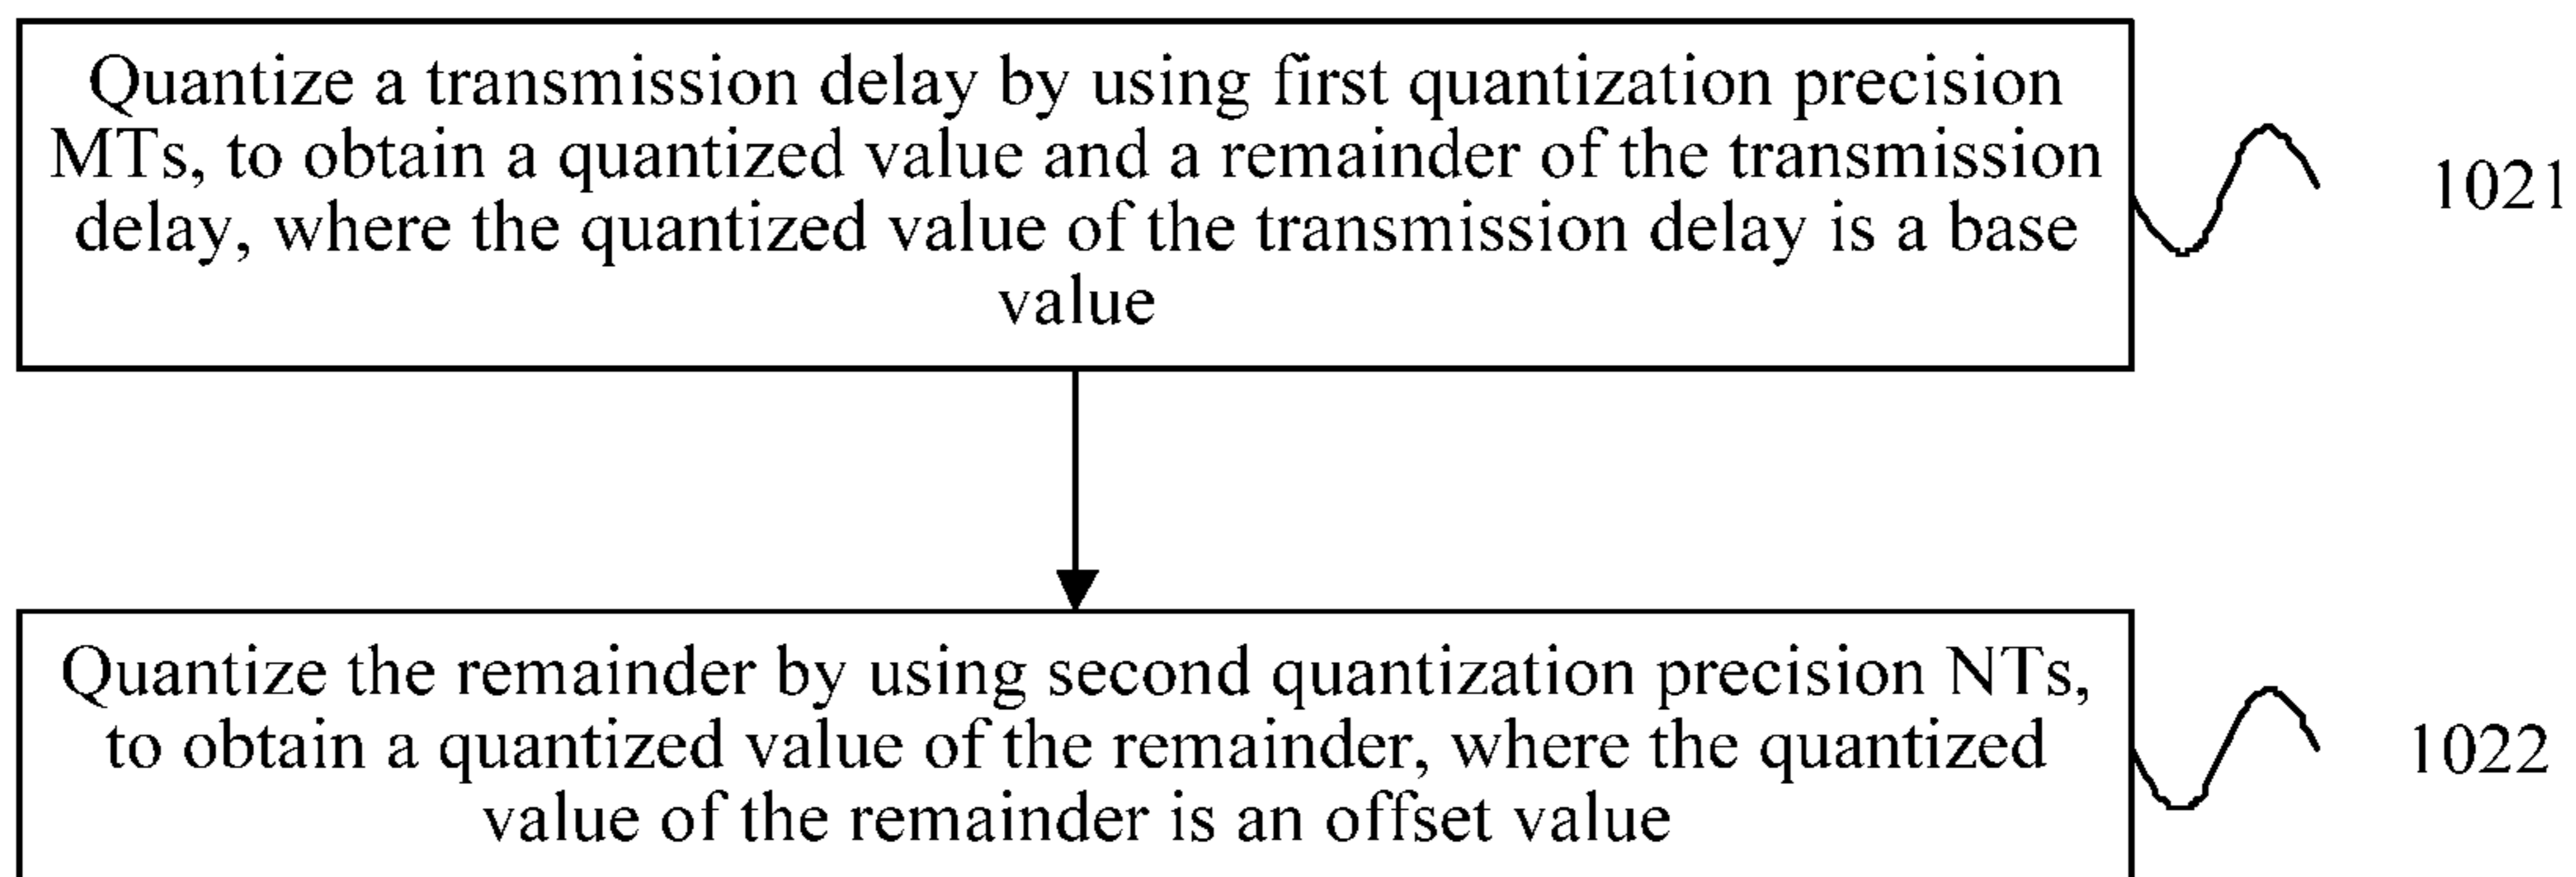 Quantize a transmission delay by using first quantization precision
MTs, to obtain a quantized value and a remainder of the transmission
delay, where the quantized value of the transmission delay is a base
value
1021
Quantize the remainder by using second quantization precision NTs,
to obtain a quantized value of the remainder, where the quantized
value of the remainder is an offset value
1022